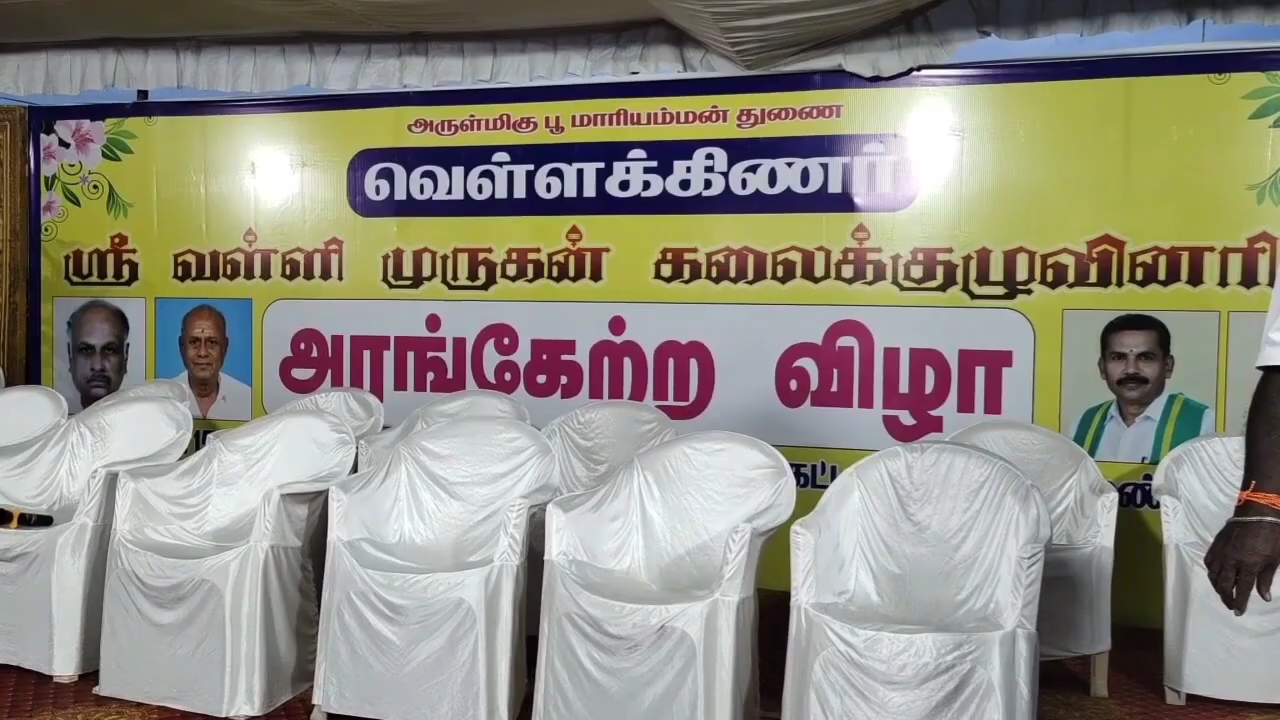 அருள்மிகு பூ மாரியம்மன் துணை
வெள்ளக்கிணர்
ஸ்ரீ வள்ளி முருகன் கலைக்குழுவினரி
அரங்கேற்ற விழா